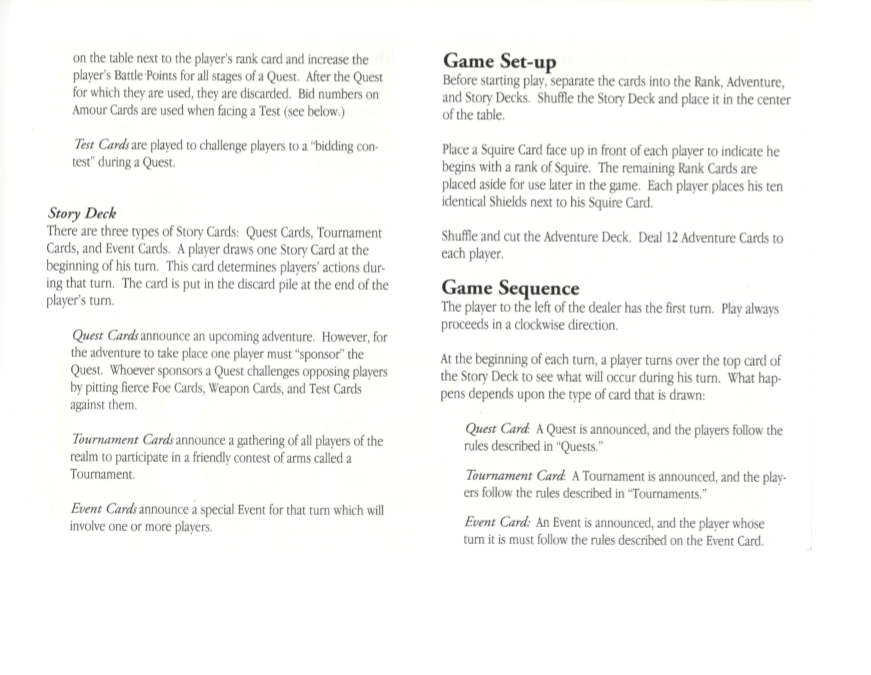 on the table next to the player's rank card and increase the
player's Battle Points for all stages of a Quest. After the Quest
for which they are used, they are discarded. Bid numbers on
Amour Cards are used when facing a Test (see below.)
Test Cards are played to challenge players to a "bidding con-
test" during a Quest.
Story Deck
There are three types of Story Cards: Quest Cards, Tournament
Cards, and Event Cards. A player draws one Story Card at the
beginning of his turn. This card determines players' actions dur-
ing that turn. The card is put in the discard pile at the end of the
player's turn.
Quest Cards announce an upcoming adventure. However, for
the adventure to take place one player must "sponsor" the
Quest. Whoever sponsors a Quest challenges opposing players
by pitting fierce Foe Cards, Weapon Cards, and Test Cards
against them.
Tournament Cards announce a gathering of all players of the
realm to participate in a friendly contest of arms called a
Tournament.
Event Cards announce a special Event for that turn which will
involve one or more players.
Game Set-up
Before starting play, separate the cards into the Rank, Adventure,
and Story Decks. Shuffle the Story Deck and place it in the center
of the table.
Place a Squire Card face up in front of each player to indicate he
begins with a rank of Squire. The remaining Rank Cards are
placed aside for use later in the game. Each player places his ten
identical Shields next to his Squire Card.
Shuffle and cut the Adventure Deck. Deal 12 Adventure Cards to
each player.
Game Sequence
The player to the left of the dealer has the first turn. Play always
proceeds in a clockwise direction.
At the beginning of each turn, a player turns over the top card of
the Story Deck to see what will occur during his turn. What hap-
pens depends upon the type of card that is drawn:
Quest Card: A Quest is announced, and the players follow the
rules described in "Quests."
Tournament Card: A Tournament is announced, and the play-
ers follow the rules described in "Tournaments."
Event Card: An Event is announced, and the player whose
turn it is must follow the rules described on the Event Card.